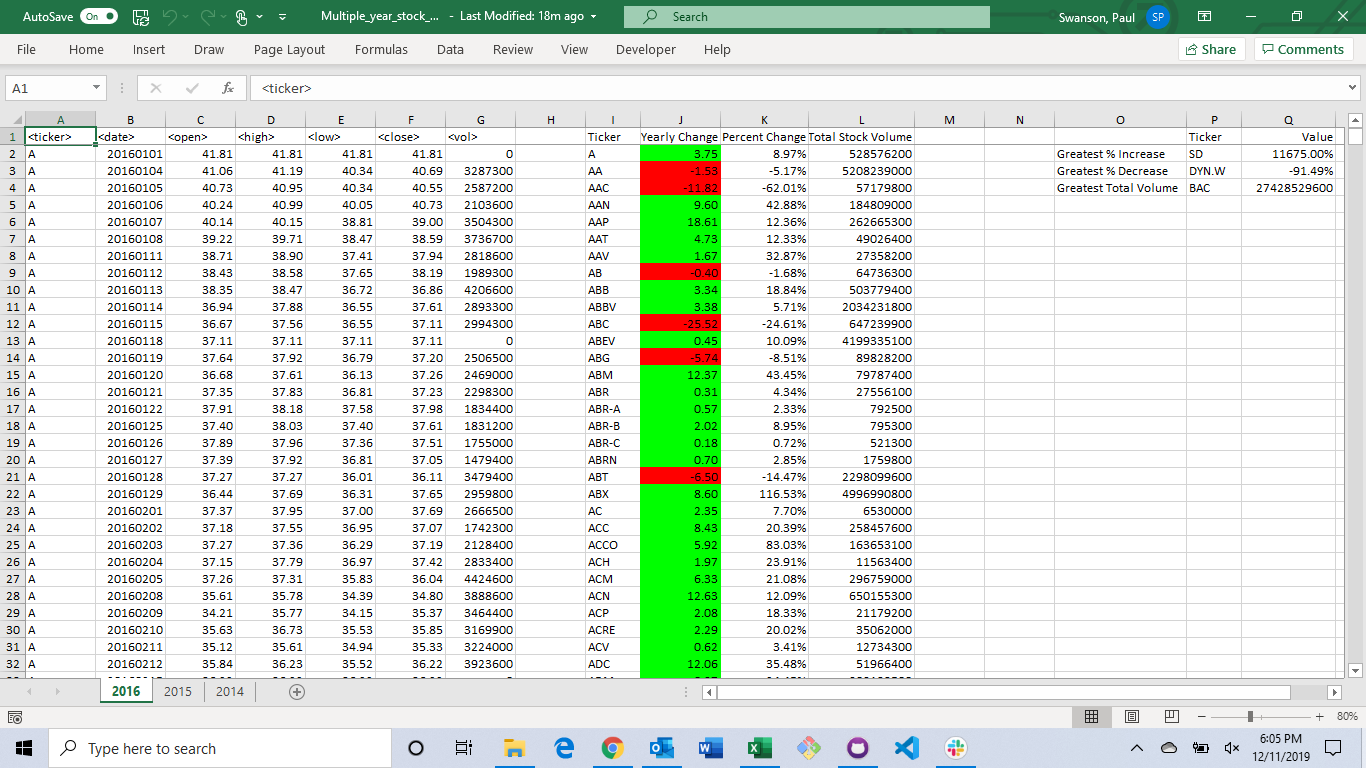 AutoSave On Multiple_year_stock_... - Last Modified: 18m ago Search Swanson, Paul SP
File Home Insert Draw Page Layout Formulas Data Review View Developer Help Share Comments
A1 fx <ticker>
A B C D E F G H I J K L M N O P Q
1 <ticker> <date> <open> <high> <low> <close> <vol> Ticker Yearly Change Percent Change Total Stock Volume Ticker Value
2 A 20160101 41.81 41.81 41.81 41.81 0 A 3.75 8.97% 528576200 Greatest % Increase SD 11675.00%
3 A 20160104 41.06 41.19 40.34 40.69 3287300 AA -1.53 -5.17% 5208239000 Greatest % Decrease DYN.W -91.49%
4 A 20160105 40.73 40.95 40.34 40.55 2587200 AAC -11.82 -62.01% 57179800 Greatest Total Volume BAC 27428529600
5 A 20160106 40.24 40.99 40.05 40.73 2103600 AAN 9.60 42.88% 184809000
6 A 20160107 40.14 40.15 38.81 39.00 3504300 AAP 18.61 12.36% 262665300
7 A 20160108 39.22 39.71 38.47 38.59 3736700 AAT 4.73 12.33% 49026400
8 A 20160111 38.71 38.90 37.41 37.94 2818600 AAV 1.67 32.87% 27358200
9 A 20160112 38.43 38.58 37.65 38.19 1989300 AB -0.40 -1.68% 64736300
10 A 20160113 38.35 38.47 36.72 36.86 4206600 ABB 3.34 18.84% 503779400
11 A 20160114 36.94 37.88 36.55 37.61 2893300 ABBV 3.38 5.71% 2034231800
12 A 20160115 36.67 37.56 36.55 37.11 2994300 ABC -25.52 -24.61% 647239900
13 A 20160118 37.11 37.11 37.11 37.11 0 ABEV 0.45 10.09% 4199335100
14 A 20160119 37.64 37.92 36.79 37.20 2506500 ABG -5.74 -8.51% 89828200
15 A 20160120 36.68 37.61 36.13 37.26 2469000 ABM 12.37 43.45% 79787400
16 A 20160121 37.35 37.83 36.81 37.23 2298300 ABR 0.31 4.34% 27556100
17 A 20160122 37.91 38.18 37.58 37.98 1834400 ABR-A 0.57 2.33% 792500
18 A 20160125 37.40 38.03 37.40 37.61 1831200 ABR-B 2.02 8.95% 795300
19 A 20160126 37.89 37.96 37.36 37.51 1755000 ABR-C 0.18 0.72% 521300
20 A 20160127 37.39 37.92 36.81 37.05 1479400 ABRN 0.70 2.85% 1759800
21 A 20160128 37.27 37.27 36.01 36.11 3479400 ABT -6.50 -14.47% 2298099600
22 A 20160129 36.44 37.69 36.31 37.65 2959800 ABX 8.60 116.53% 4996990800
23 A 20160201 37.37 37.95 37.00 37.69 2666500 AC 2.35 7.70% 6530000
24 A 20160202 37.18 37.55 36.95 37.07 1742300 ACC 8.43 20.39% 258457600
25 A 20160203 37.27 37.36 36.29 37.19 2128400 ACCO 5.92 83.03% 163653100
26 A 20160204 37.15 37.79 36.97 37.42 2833400 ACH 1.97 23.91% 11563400
27 A 20160205 37.26 37.31 35.83 36.04 4424600 ACM 6.33 21.08% 296759000
28 A 20160208 35.61 35.78 34.39 34.80 3888600 ACN 12.63 12.09% 650155300
29 A 20160209 34.21 35.77 34.15 35.37 3464400 ACP 2.08 18.33% 21179200
30 A 20160210 35.63 36.73 35.53 35.85 3169900 ACRE 2.29 20.02% 35062000
31 A 20160211 35.12 35.61 34.94 35.33 3224000 ACV 0.62 3.41% 12734300
32 A 20160212 35.84 36.23 35.52 36.22 3923600 ADC 12.06 35.48% 51966400
2016 2015 2014
80%
Type here to search 6:05 PM
12/11/2019